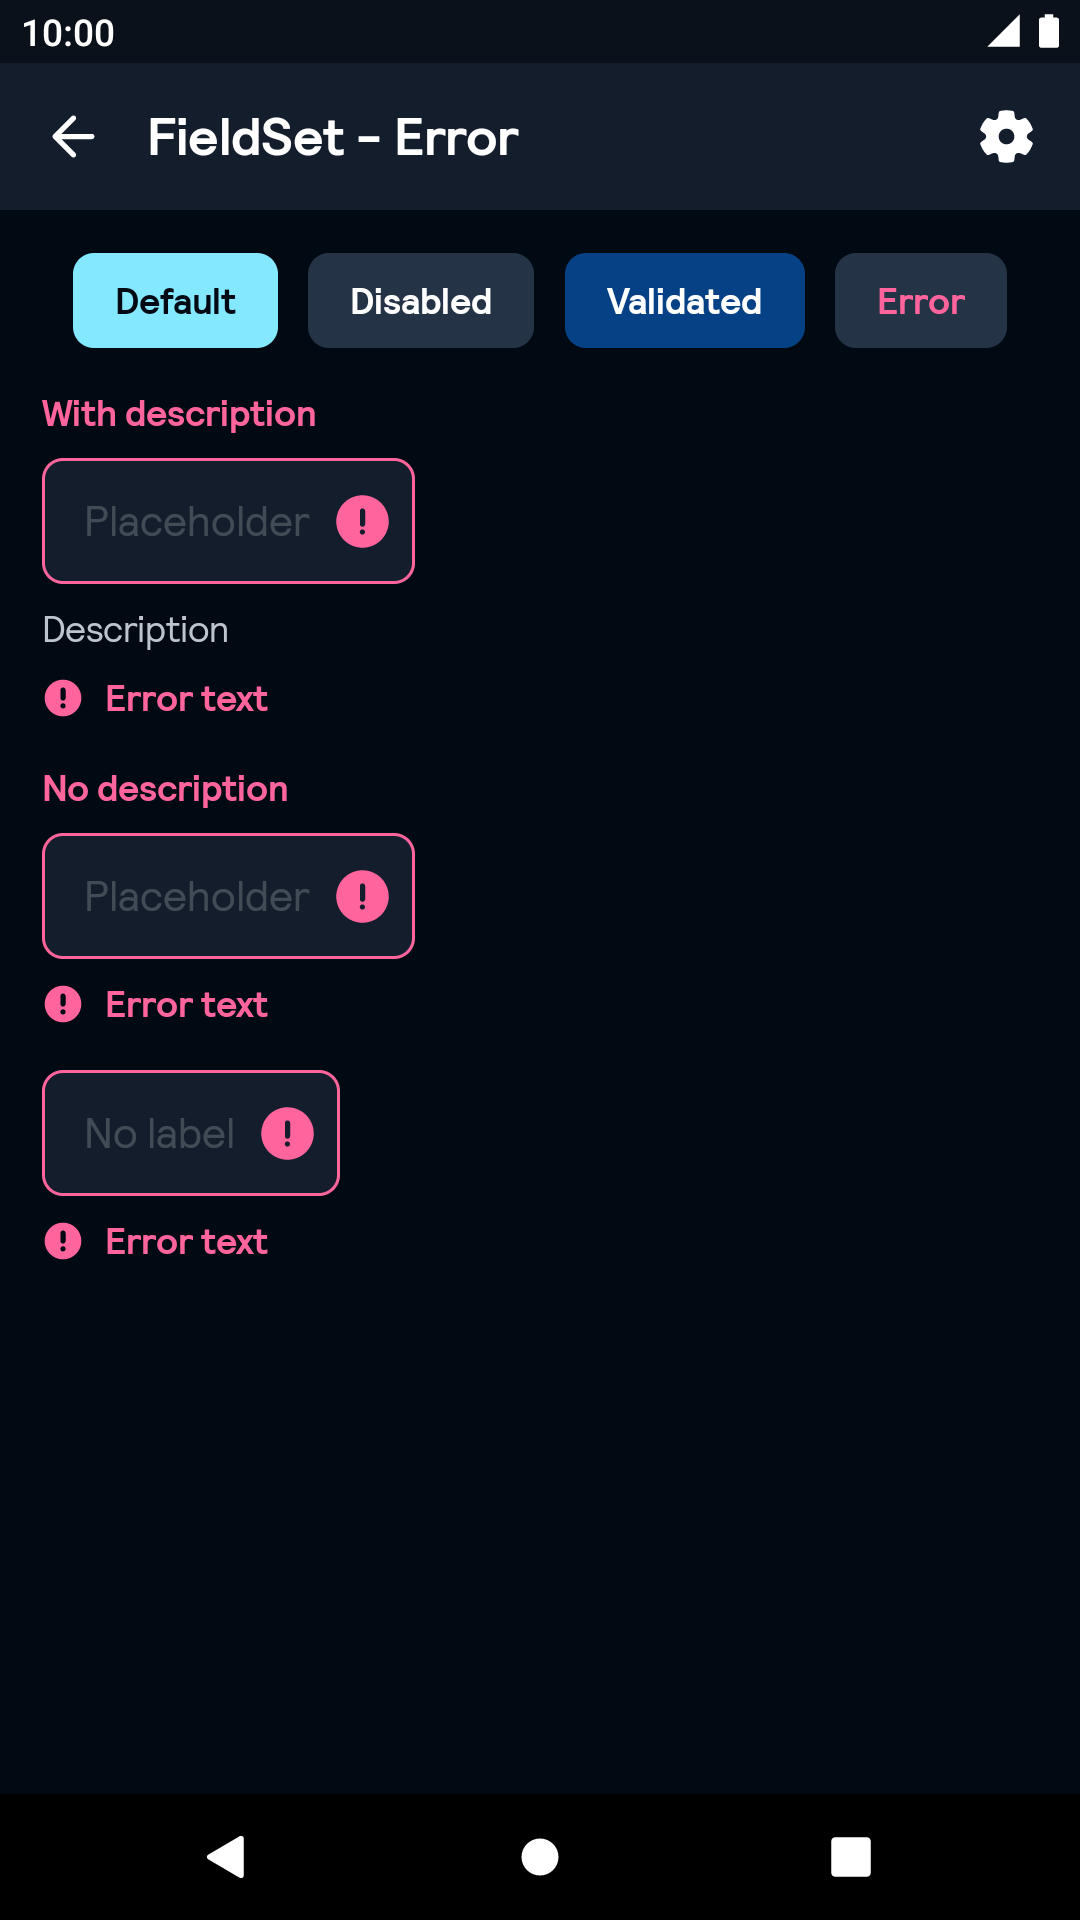 10:00
FieldSet - Error
Default Disabled Validated Error
With description
Placeholder
Description
Error text
No description
Placeholder
Error text
No label
Error text